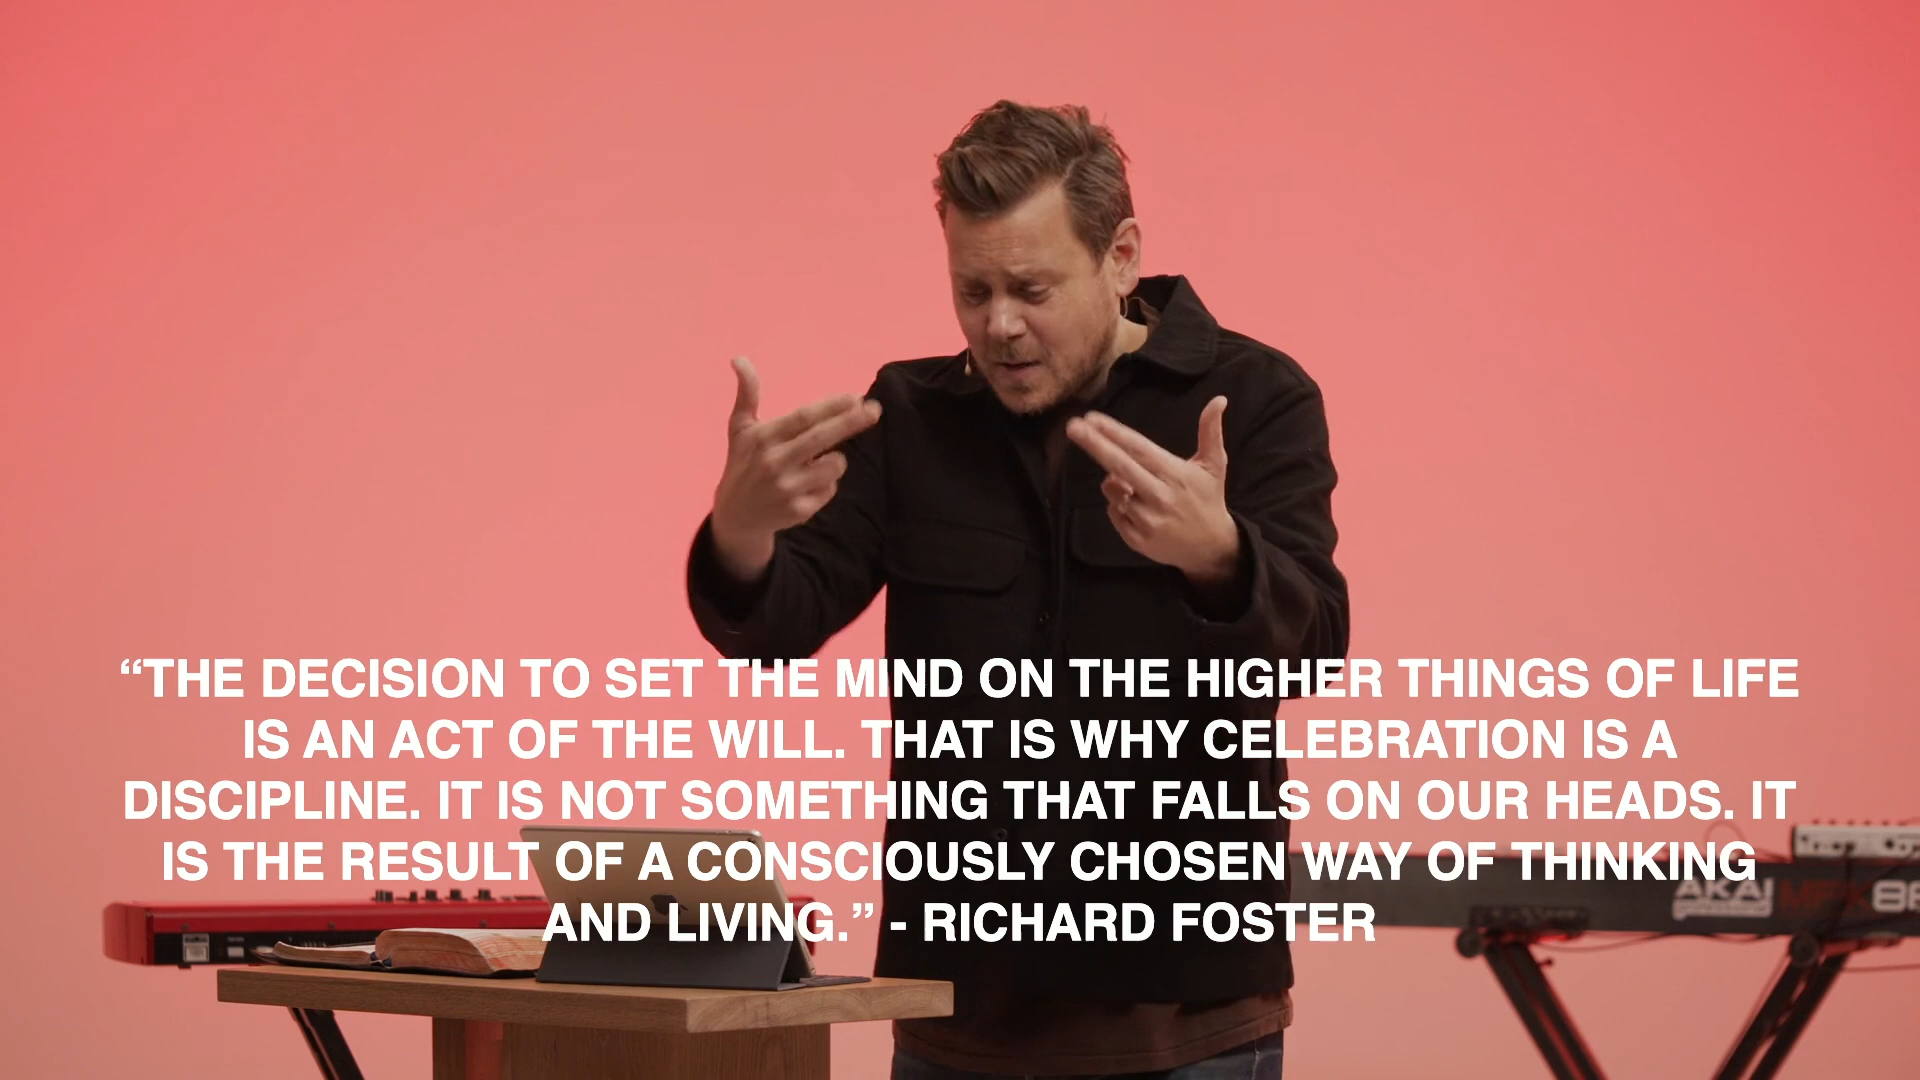 “THE DECISION TO SET THE MIND ON THE HIGHER THINGS OF LIFE
IS AN ACT OF THE WILL. THAT IS WHY CELEBRATION IS A
DISCIPLINE. IT IS NOT SOMETHING THAT FALLS ON OUR HEADS. IT
IS THE RESULT OF A CONSCIOUSLY CHOSEN WAY OF THINKING
AND LIVING.” - RICHARD FOSTER
AKAI